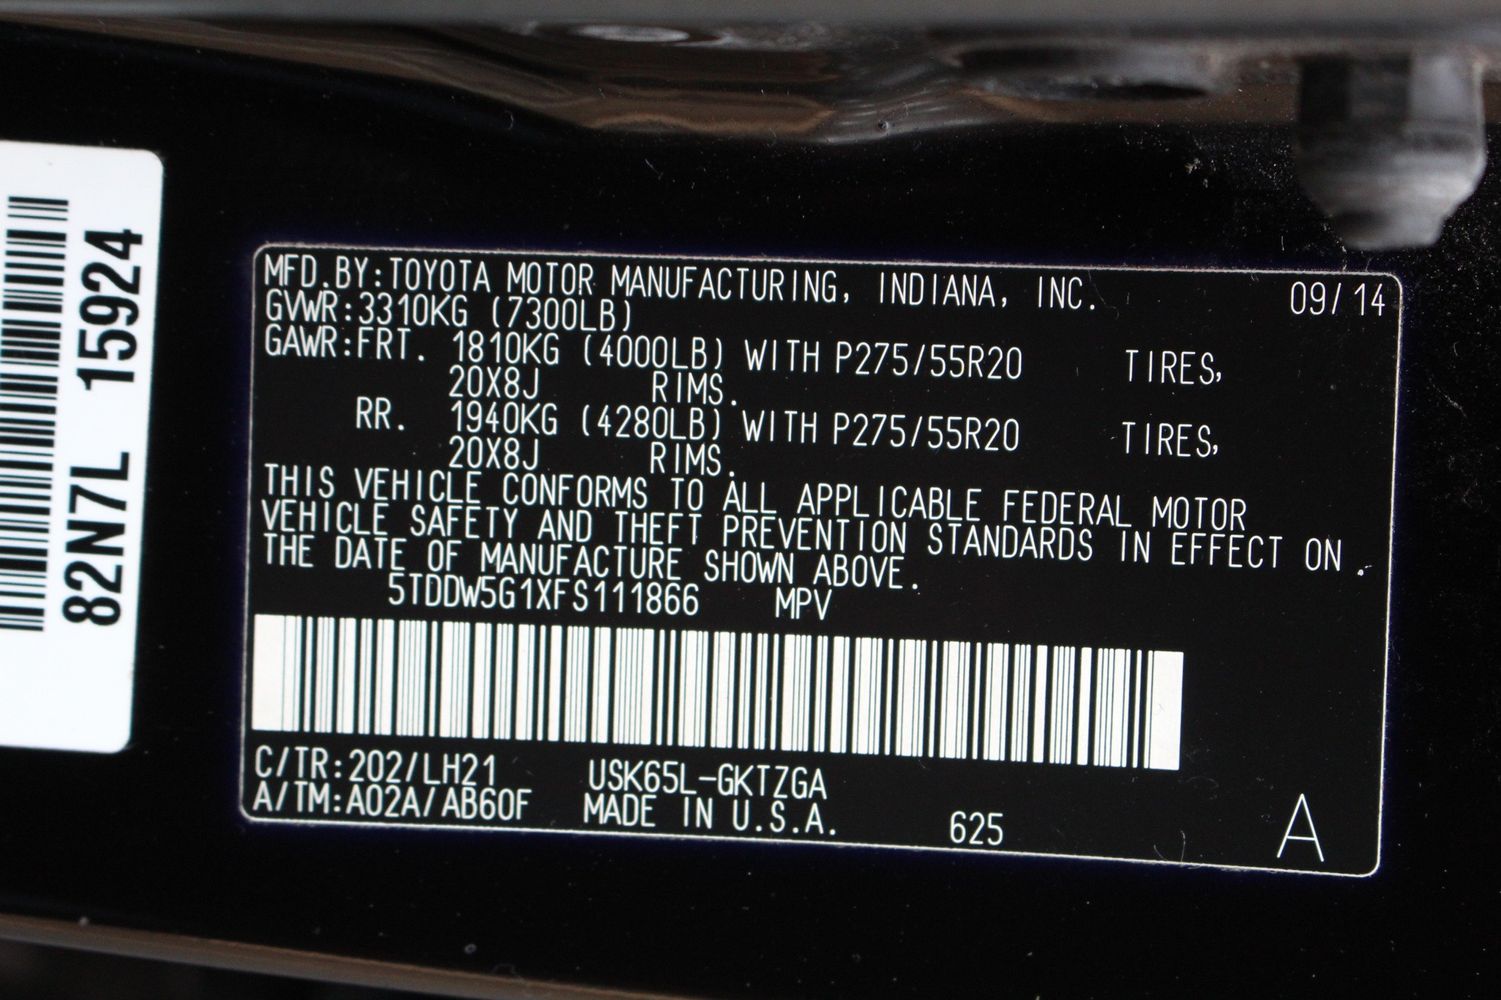 82N7L 15924
MFD.BY:TOYOTA MOTOR MANUFACTURING, INDIANA, INC. 09/14
GVWR:3310KG (7300LB)
GAWR:FRT. 1810KG (4000LB) WITH P275/55R20 TIRES,
20X8J RIMS.
RR. 1940KG (4280LB) WITH P275/55R20 TIRES,
20X8J RIMS.
THIS VEHICLE CONFORMS TO ALL APPLICABLE FEDERAL MOTOR
VEHICLE SAFETY AND THEFT PREVENTION STANDARDS IN EFFECT ON .
THE DATE OF MANUFACTURE SHOWN ABOVE.
5TDDW5G1XFS111866 MPV
C/TR:202/LH21 USK65L-GKTZGA
A/TM:A02A/AB60F MADE IN U.S.A. 625 A